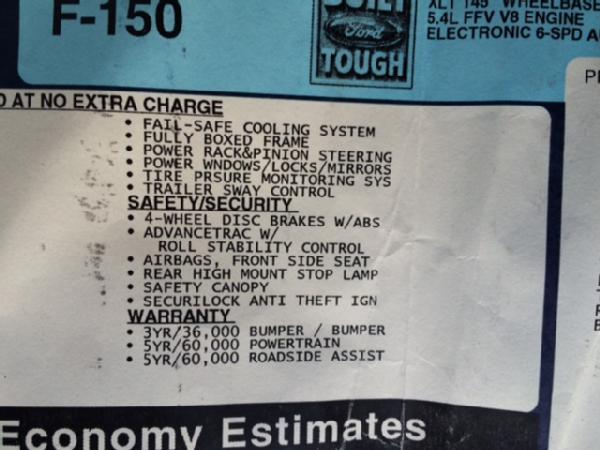 F-150
BUILT
Ford
TOUGH
XLT 145" WHEELBASE
5.4L FFV V8 ENGINE
ELECTRONIC 6-SPD A
D AT NO EXTRA CHARGE
• FAIL-SAFE COOLING SYSTEM
• FULLY BOXED FRAME
• POWER RACK&PINION STEERING
• POWER WNDOWS/LOCKS/MIRRORS
• TIRE PRSURE MONITORING SYS
• TRAILER SWAY CONTROL
SAFETY/SECURITY
• 4-WHEEL DISC BRAKES W/ABS
• ADVANCETRAC W/
ROLL STABILITY CONTROL
• AIRBAGS, FRONT SIDE SEAT
• REAR HIGH MOUNT STOP LAMP
• SAFETY CANOPY
• SECURILOCK ANTI THEFT IGN
WARRANTY
• 3YR/36,000 BUMPER / BUMPER
• 5YR/60,000 POWERTRAIN
• 5YR/60,000 ROADSIDE ASSIST
Economy Estimates